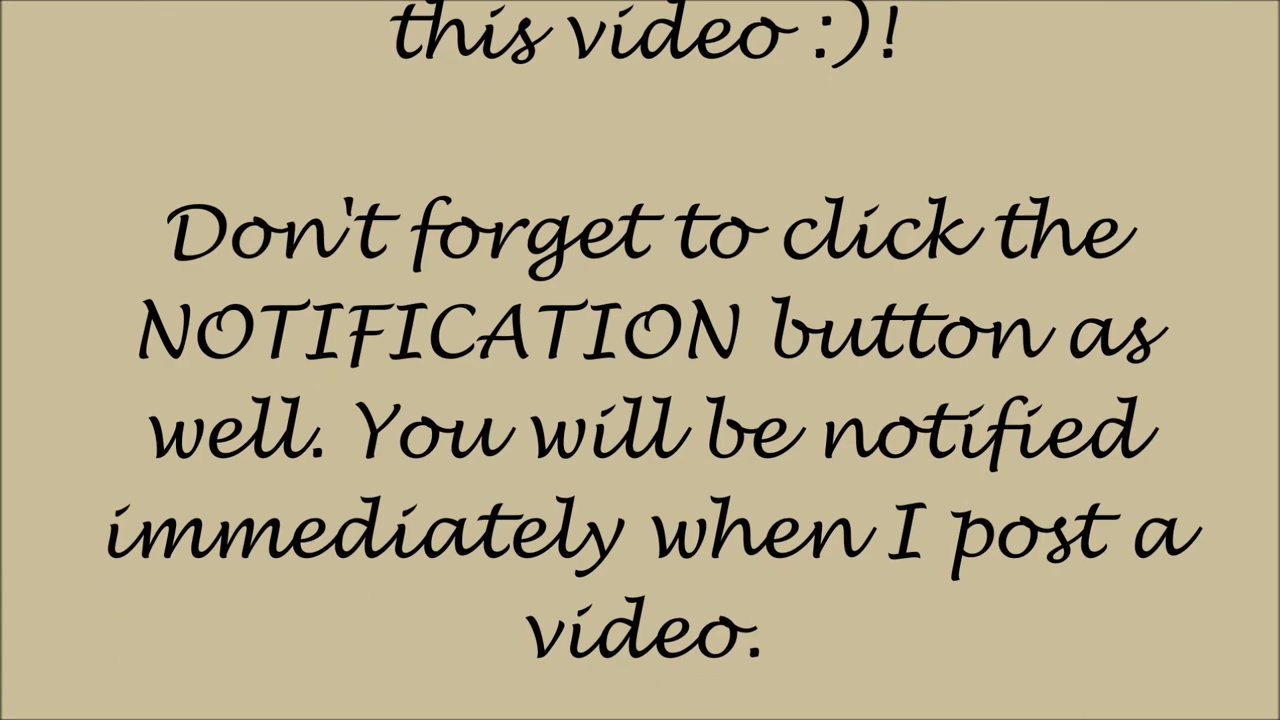 this video :)!
Don't forget to click the
NOTIFICATION button as
well. You will be notified
immediately when I post a
video.